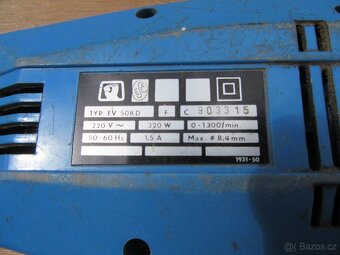 TYP EV 508D F Č. 903315
220 V ~ 320 W 0-1300/min
50-60 Hz 1,5 A Max. ø 8,4 mm
1931-50
bazoš.cz